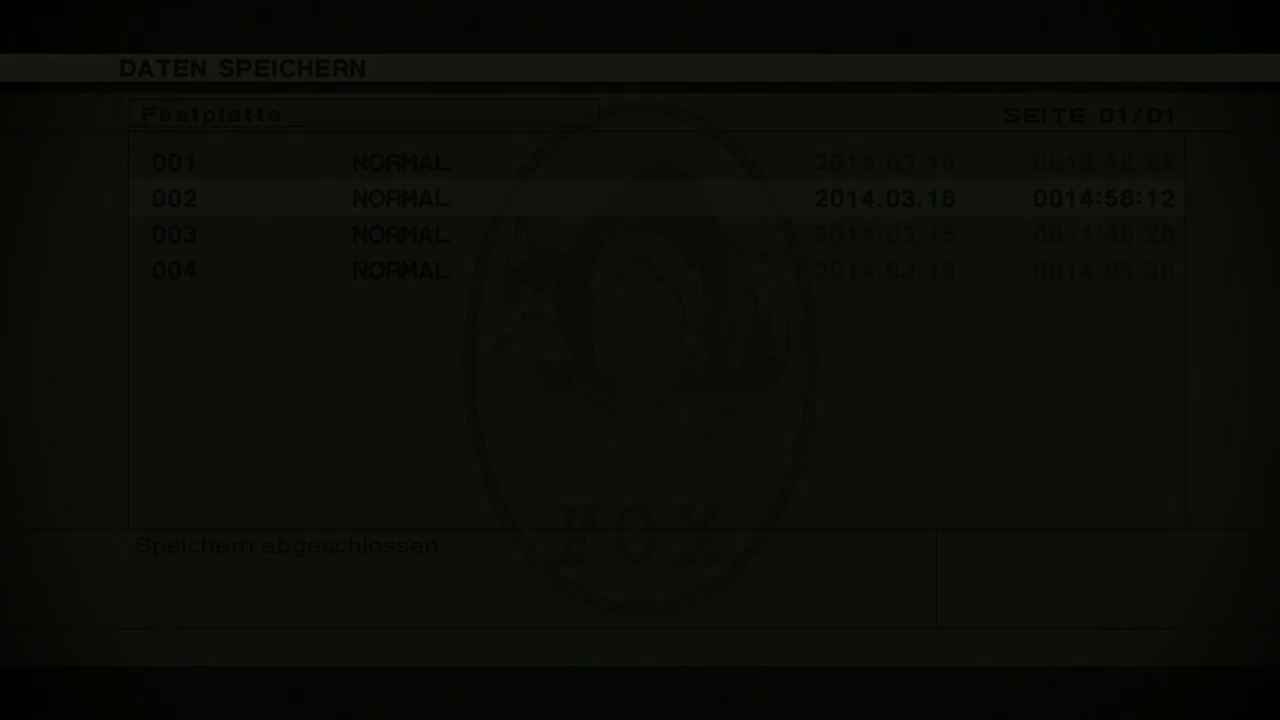 DATEN SPEICHERN
Festplatte SEITE 01/01
001 NORMAL
002 NORMAL 2014.03.16 0014:58:12
003 NORMAL
004 NORMAL
FOX
Speichern abgeschlossen